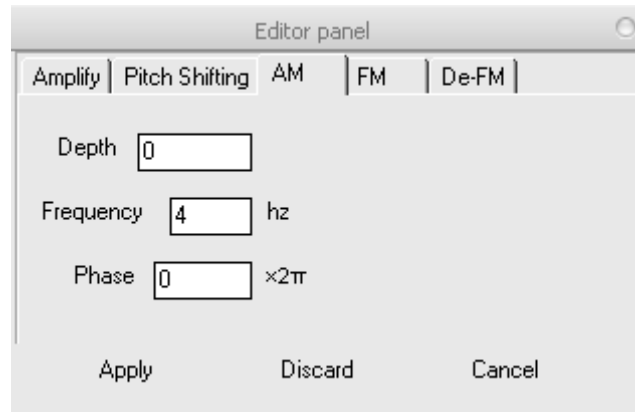 Editor panel
Amplify Pitch Shifting AM FM De-FM
Depth 0
Frequency 4 hz
Phase 0 ×2π
Apply Discard Cancel